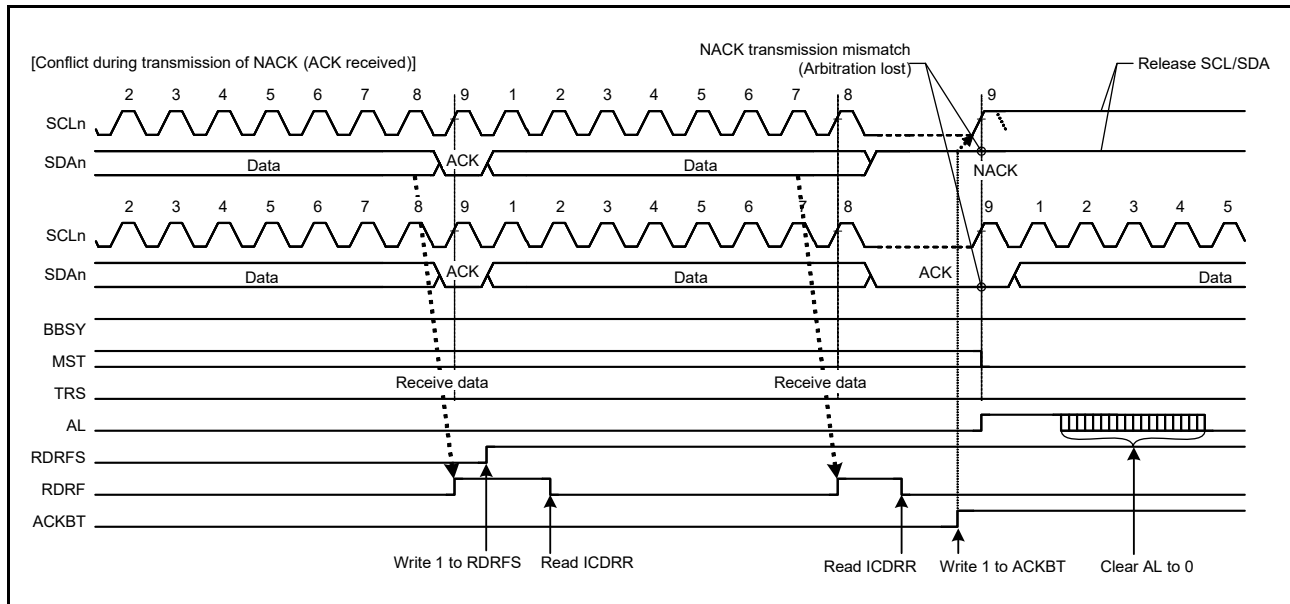 [Conflict during transmission of NACK (ACK received)]
NACK transmission mismatch
(Arbitration lost)
Release SCL/SDA
2 3 4 5 6 7 8 9 1 2 3 4 5 6 7 8 9
SCLn
SDAn
Data ACK Data NACK
2 3 4 5 6 7 8 9 1 2 3 4 5 6 7 8 9 1 2 3 4 5
SCLn
SDAn
Data ACK Data ACK Data
BBSY
MST
Receive data Receive data
TRS
AL
RDRFS
RDRF
ACKBT
Write 1 to RDRFS Read ICDRR Read ICDRR Write 1 to ACKBT Clear AL to 0